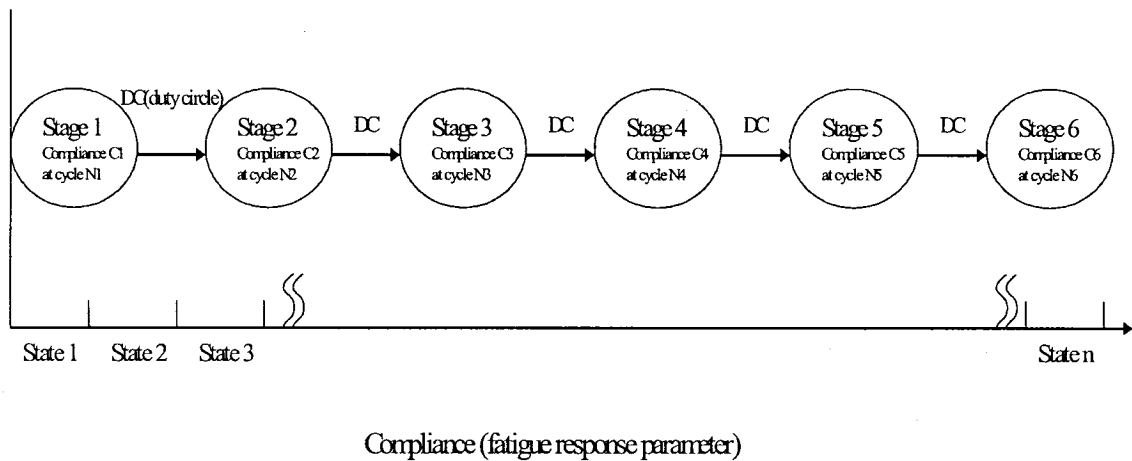 DC(duty circle)
Stage 1
Compliance C1
at cycle N1
Stage 2
Compliance C2
at cycle N2
DC
Stage 3
Compliance C3
at cycle N3
DC
Stage 4
Compliance C4
at cycle N4
DC
Stage 5
Compliance C5
at cycle N5
DC
Stage 6
Compliance C6
at cycle N6
State 1
State 2
State 3
State n
Compliance (fatigue response parameter)